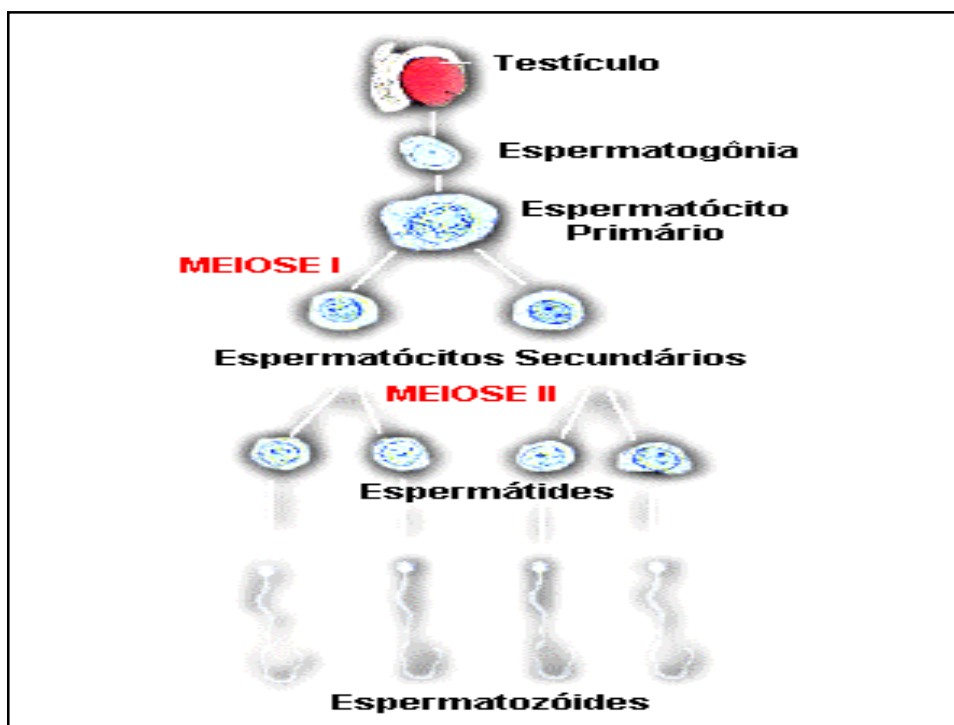 Testículo
Espermatogônia
Espermatócito
Primário
MEIOSE I
Espermatócitos Secundários
MEIOSE II
Espermátides
Espermatozóides